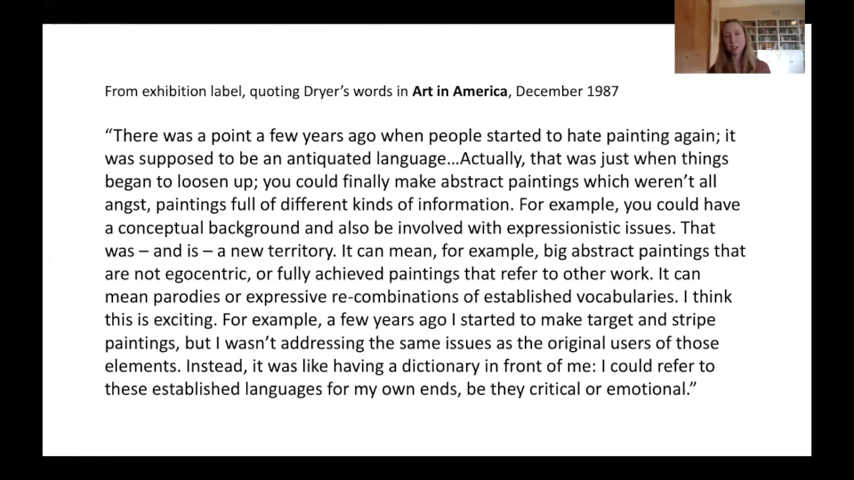 From exhibition label, quoting Dryer’s words in Art in America, December 1987
“There was a point a few years ago when people started to hate painting again; it
was supposed to be an antiquated language…Actually, that was just when things
began to loosen up; you could finally make abstract paintings which weren’t all
angst, paintings full of different kinds of information. For example, you could have
a conceptual background and also be involved with expressionistic issues. That
was – and is – a new territory. It can mean, for example, big abstract paintings that
are not egocentric, or fully achieved paintings that refer to other work. It can
mean parodies or expressive re-combinations of established vocabularies. I think
this is exciting. For example, a few years ago I started to make target and stripe
paintings, but I wasn’t addressing the same issues as the original users of those
elements. Instead, it was like having a dictionary in front of me: I could refer to
these established languages for my own ends, be they critical or emotional.”